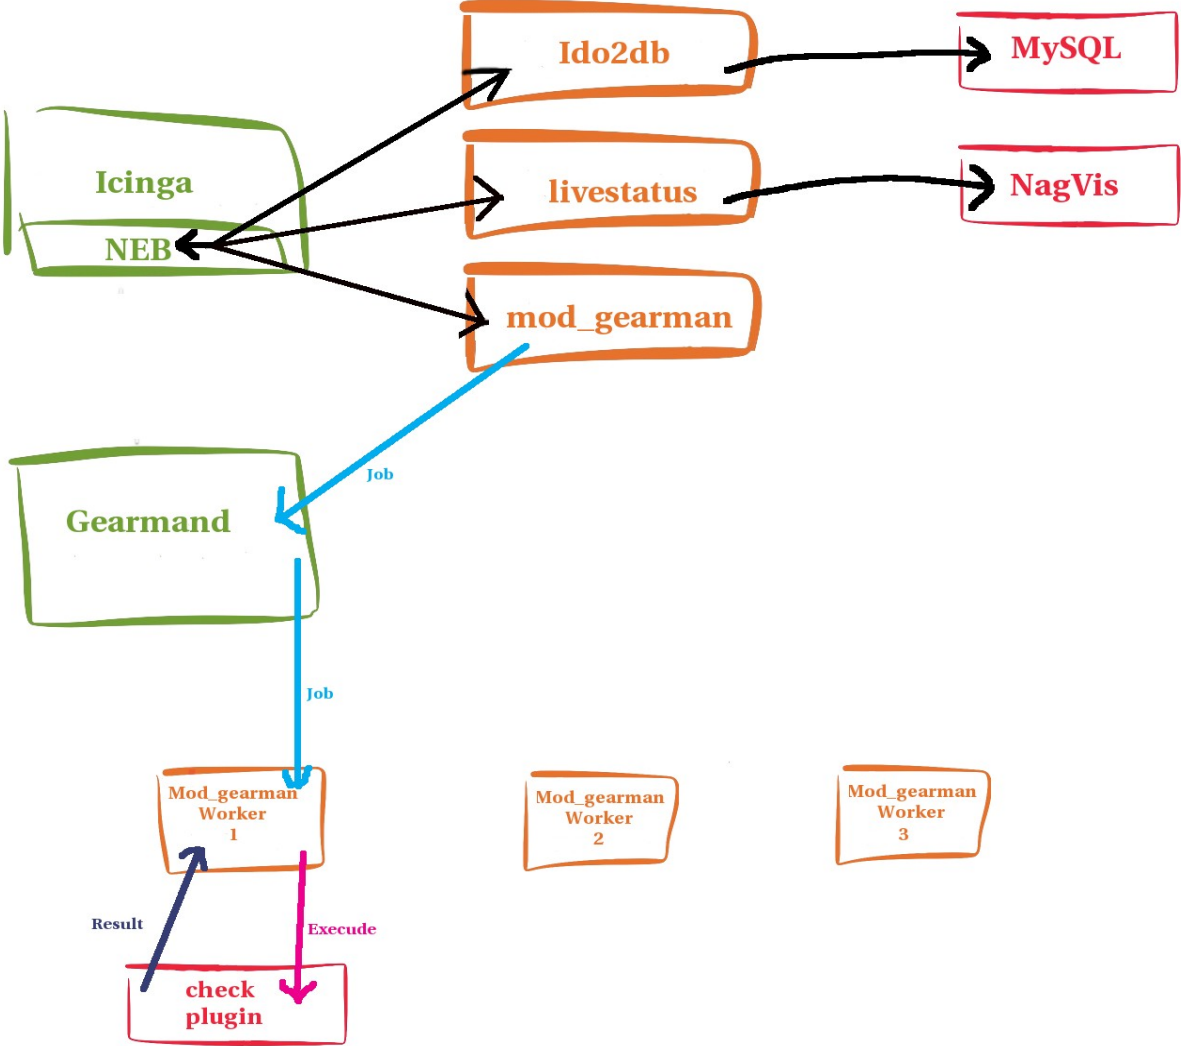 Ido2db
MySQL
Icinga
livestatus
NagVis
NEB
mod_gearman
Job
Gearmand
Job
Mod_gearman
Worker
1
Mod_gearman
Worker
2
Mod_gearman
Worker
3
Result
Execude
check
plugin